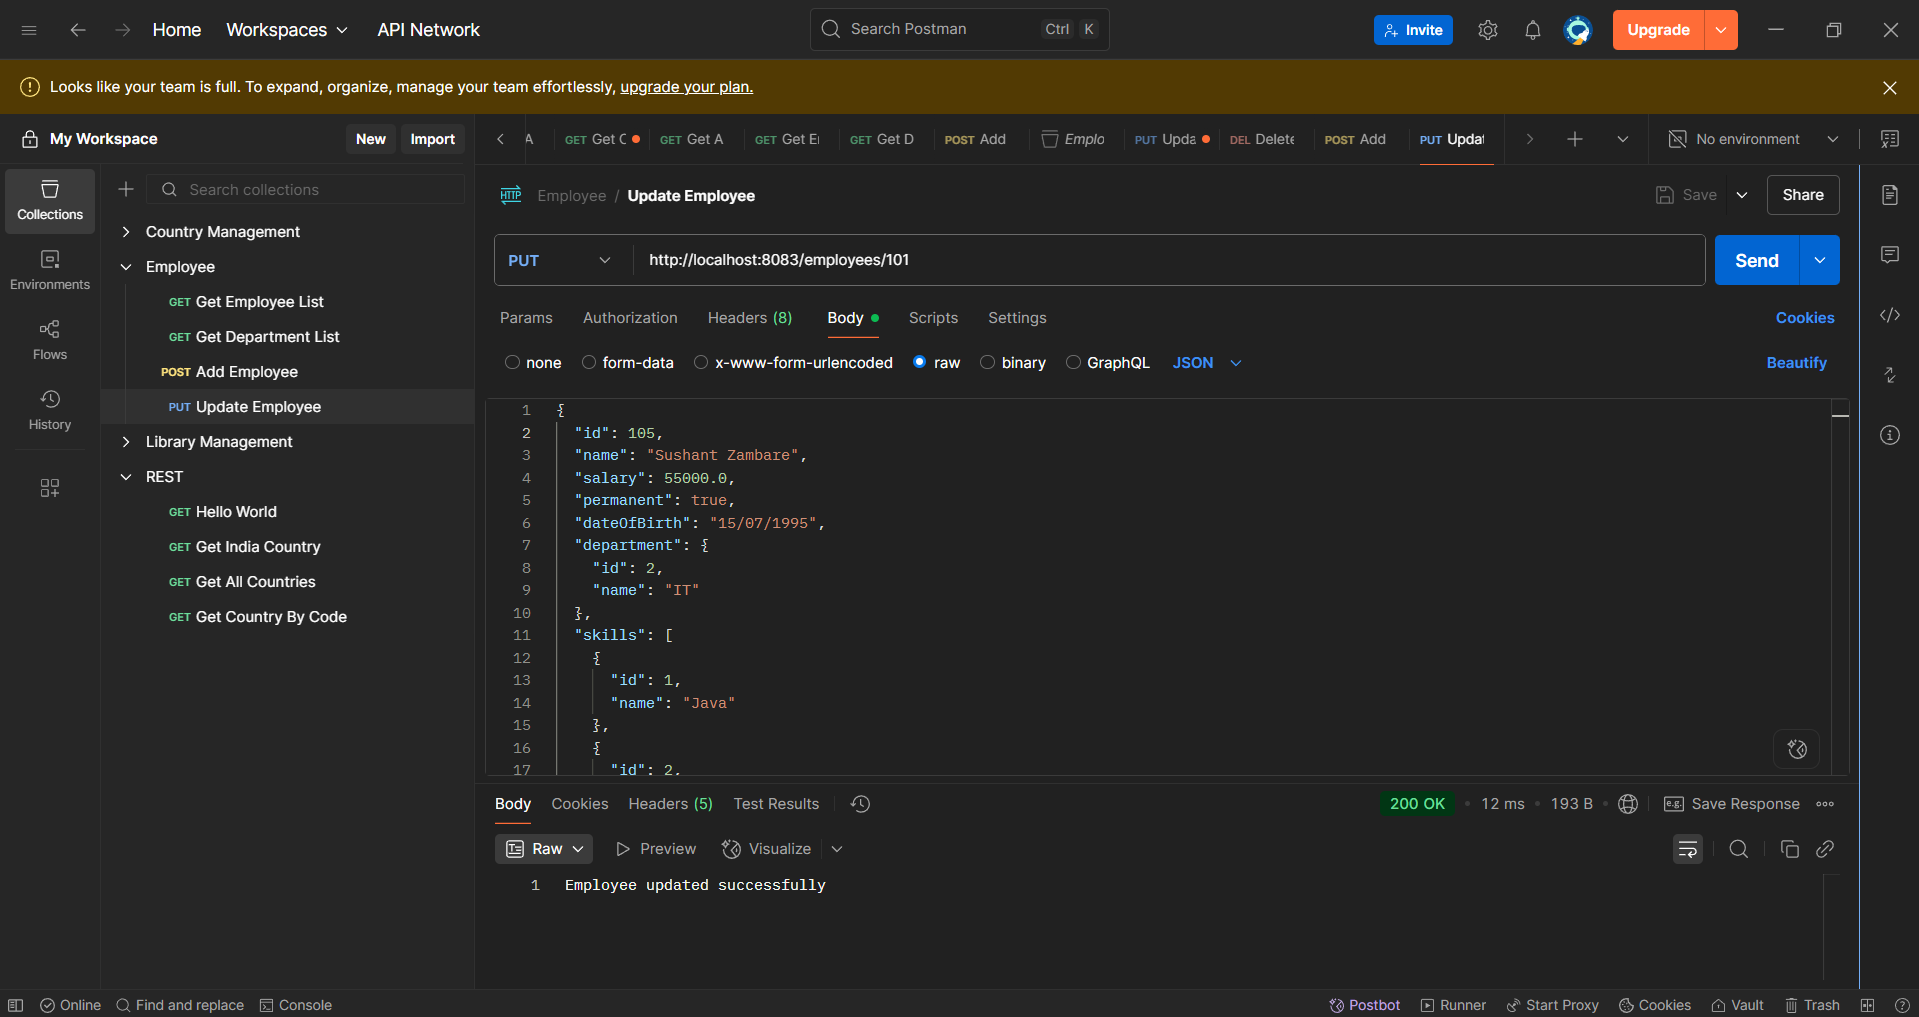 Home Workspaces API Network Search Postman Ctrl K Invite Upgrade
Looks like your team is full. To expand, organize, manage your team effortlessly, upgrade your plan.
My Workspace New Import
A GET Get C GET Get A GET Get E GET Get D POST Add Emplo PUT Upda DEL Delete POST Add PUT Updat No environment
Collections
Environments
Flows
History
Search collections
Country Management
Employee
GET Get Employee List
GET Get Department List
POST Add Employee
PUT Update Employee
Library Management
REST
GET Hello World
GET Get India Country
GET Get All Countries
GET Get Country By Code
HTTP Employee / Update Employee Save Share
PUT http://localhost:8083/employees/101 Send
Params Authorization Headers (8) Body Scripts Settings Cookies
none form-data x-www-form-urlencoded raw binary GraphQL JSON Beautify
1 {
2 "id": 105,
3 "name": "Sushant Zambare",
4 "salary": 55000.0,
5 "permanent": true,
6 "dateOfBirth": "15/07/1995",
7 "department": {
8 "id": 2,
9 "name": "IT"
10 },
11 "skills": [
12 {
13 "id": 1,
14 "name": "Java"
15 },
16 {
17 "id": 2,
Body Cookies Headers (5) Test Results 200 OK • 12 ms • 193 B • e.g. Save Response
Raw Preview Visualize
1 Employee updated successfully
Online Find and replace Console Postbot Runner Start Proxy Cookies Vault Trash